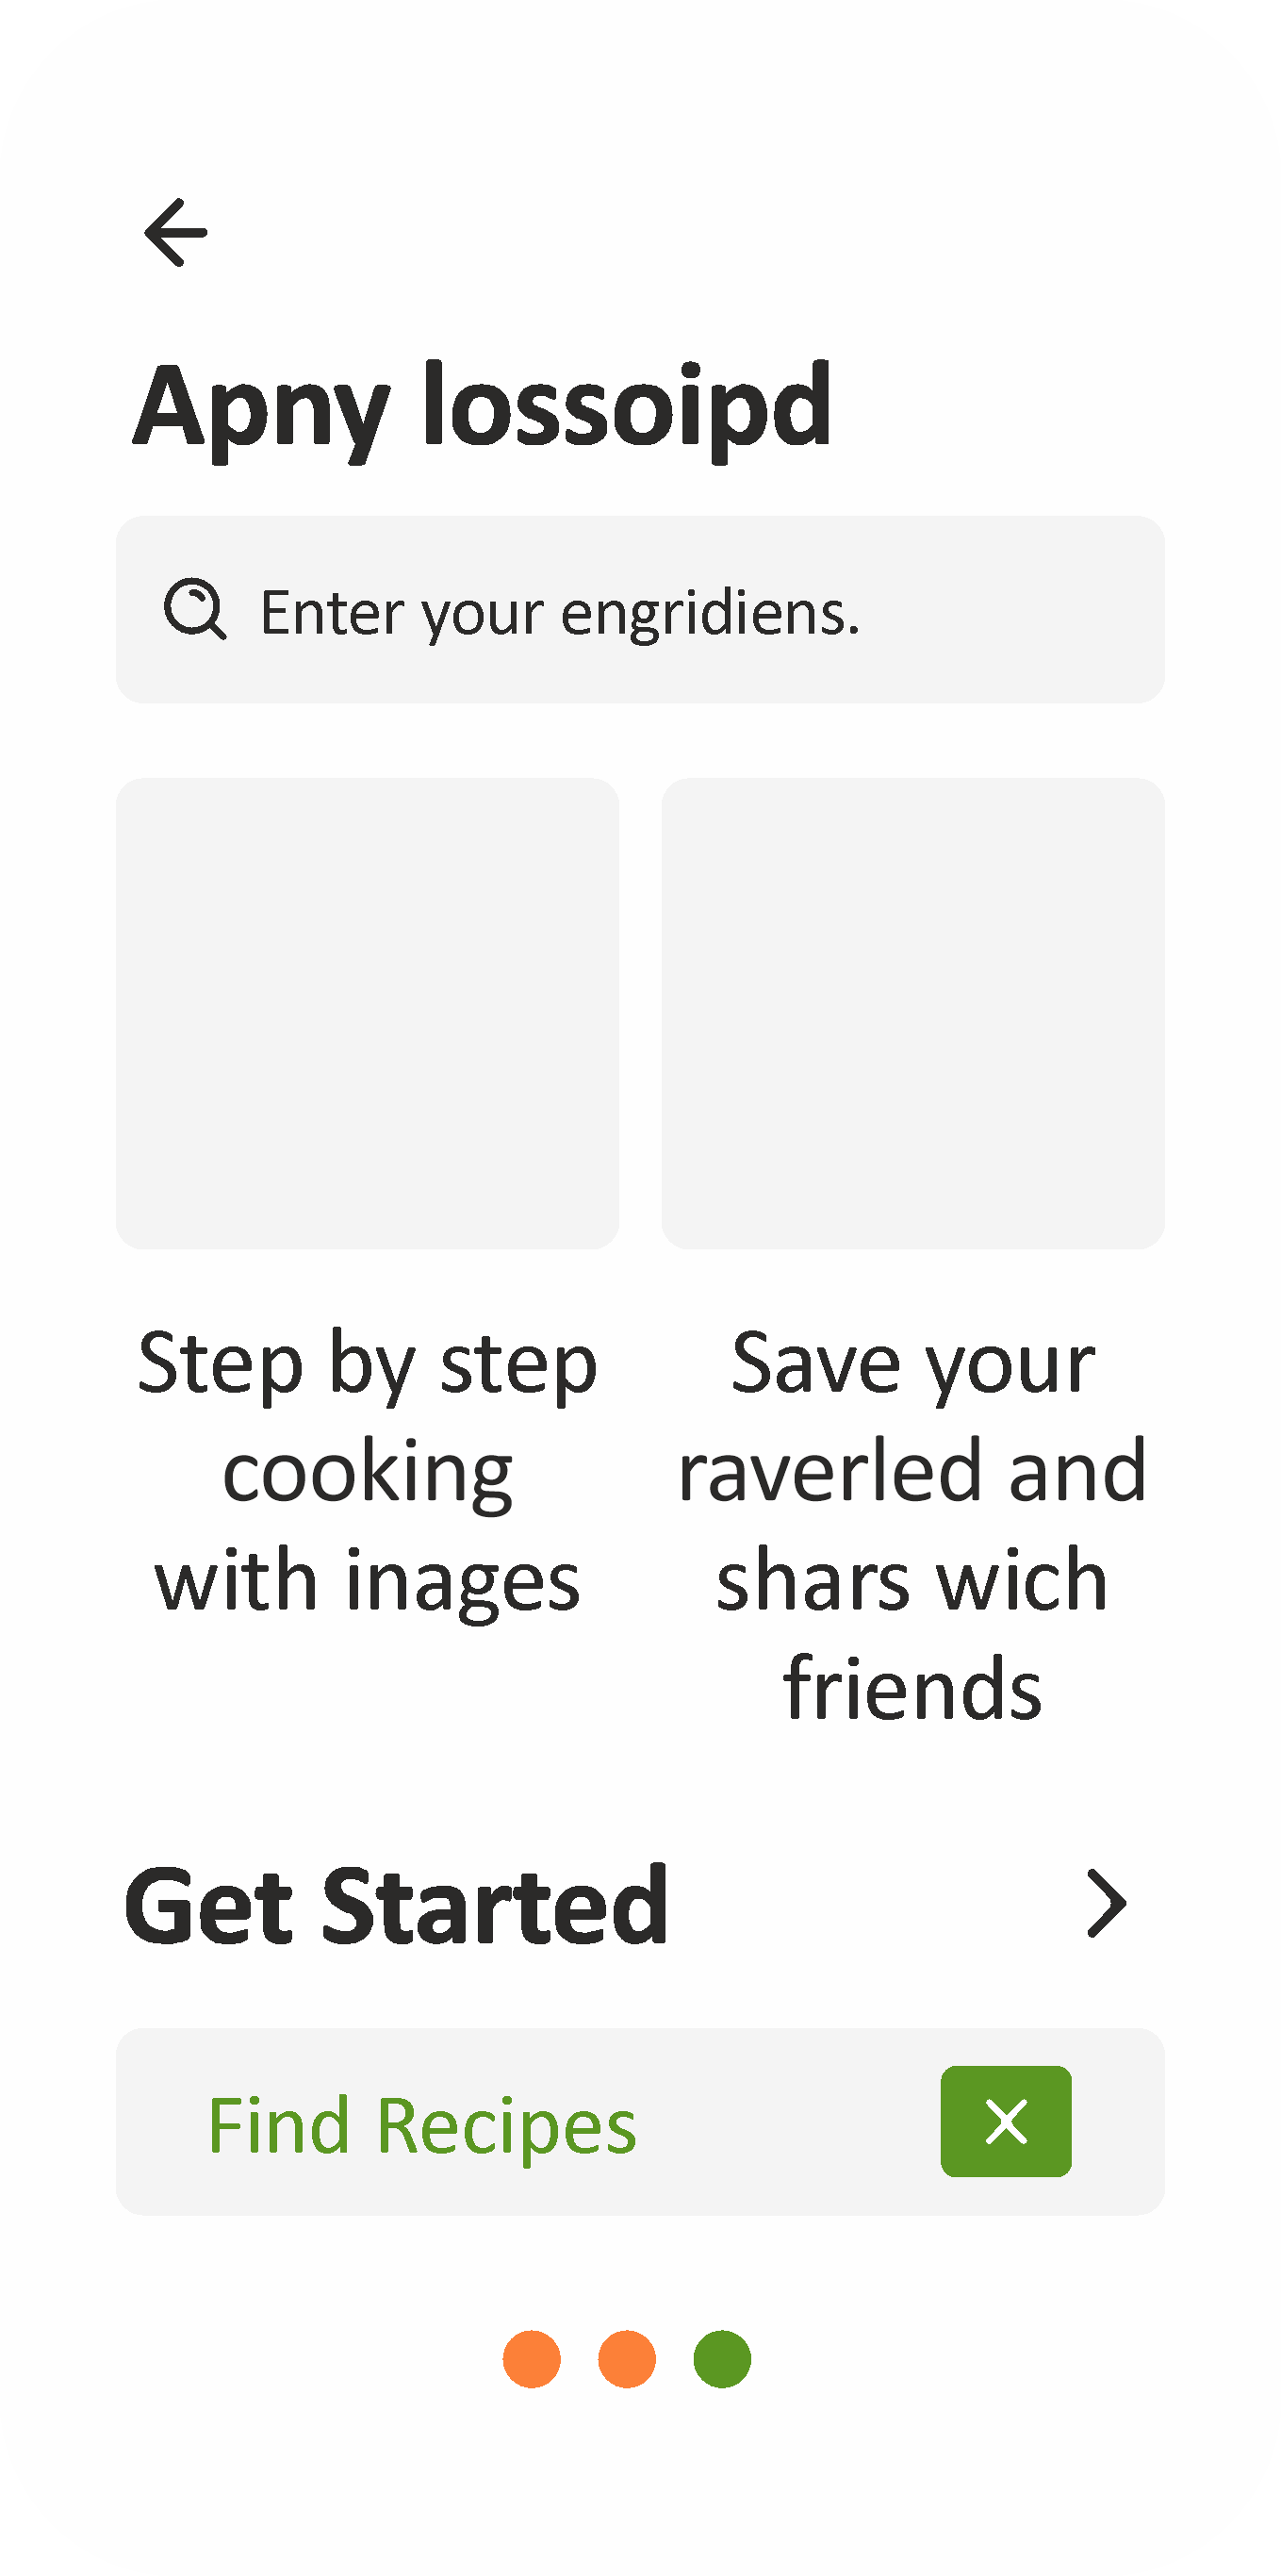 Apny lossoipd
Enter your engridiens.
Step by step
cooking
with inages
Save your
raverled and
shars wich
friends
Get Started
Find Recipes